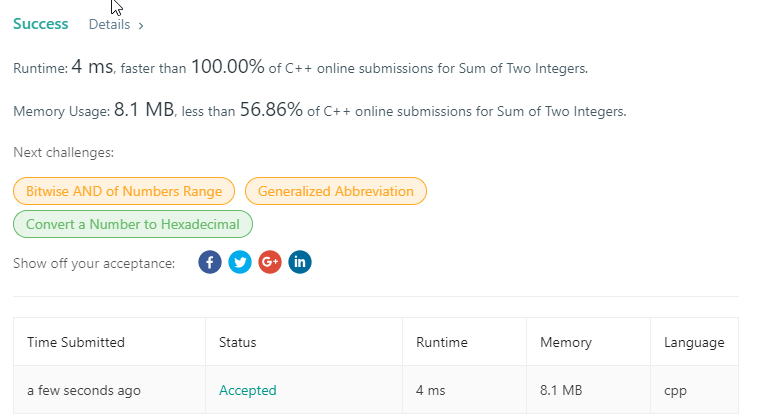 Success Details ›
Runtime: 4 ms, faster than 100.00% of C++ online submissions for Sum of Two Integers.
Memory Usage: 8.1 MB, less than 56.86% of C++ online submissions for Sum of Two Integers.
Next challenges:
Bitwise AND of Numbers Range Generalized Abbreviation
Convert a Number to Hexadecimal
Show off your acceptance: f G+ in
Time Submitted Status Runtime Memory Language
a few seconds ago Accepted 4 ms 8.1 MB cpp